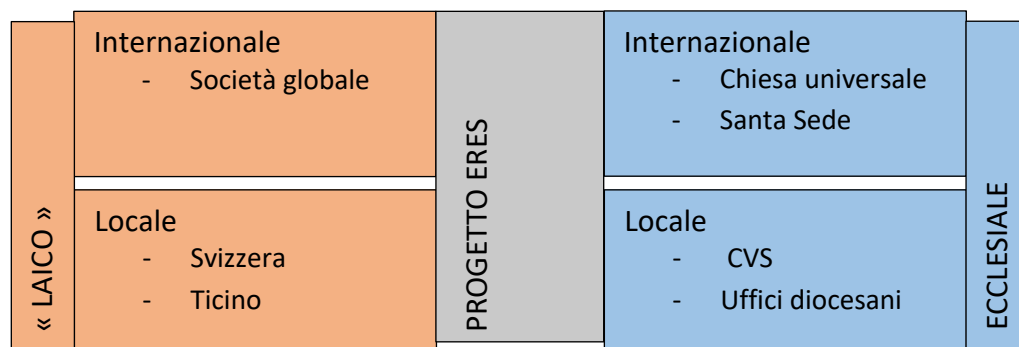 « LAICO »
Internazionale
- Società globale
Locale
- Svizzera
- Ticino
PROGETTO ERES
Internazionale
- Chiesa universale
- Santa Sede
Locale
- CVS
- Uffici diocesani
ECCLESIALE